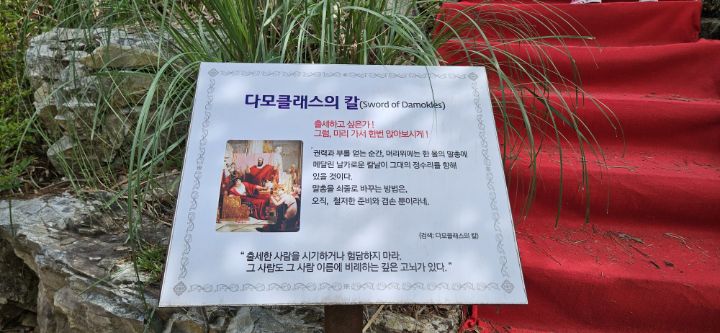 다모클래스의 칼(Sword of Damokles)
출세하고 싶은가!
그럼, 미리 가서 한번 앉아보시게!
권력과 부를 얻는 순간, 머리위에는 한 올의 말총에
매달린 날카로운 칼날이 그대의 정수리를 향해
있을 것이다.
말총을 쇠줄로 바꾸는 방법은,
오직, 철저한 준비와 겸손 뿐이라네.
(검색: 다모클래스의 칼)
“ 출세한 사람을 시기하거나 험담하지 마라.
그 사람도 그 사람 이름에 비례하는 깊은 고뇌가 있다. ”